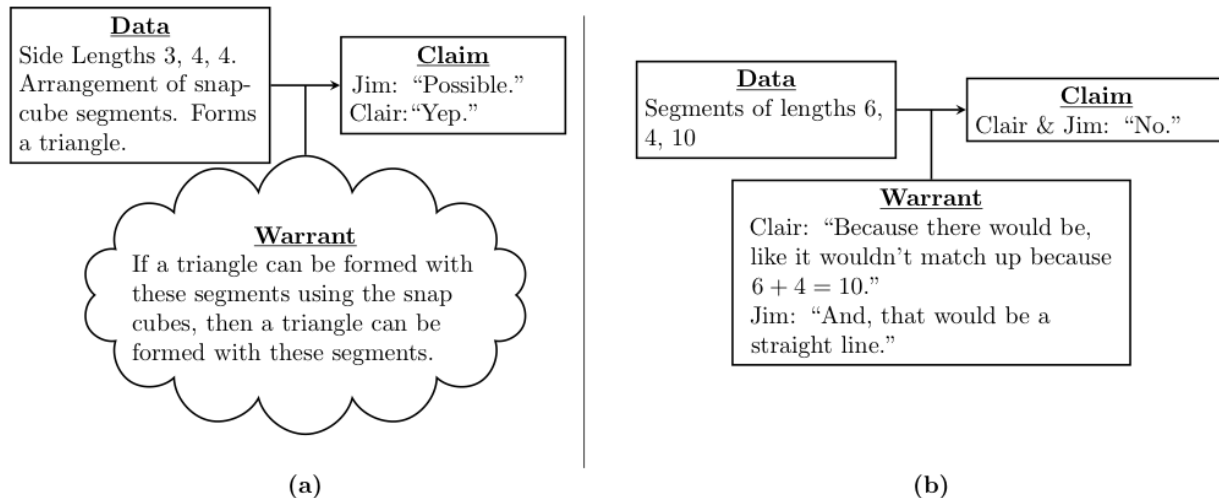 Data
Side Lengths 3, 4, 4.
Arrangement of snap-
cube segments. Forms
a triangle.
Claim
Jim: “Possible.”
Clair:“Yep.”
Warrant
If a triangle can be formed with
these segments using the snap
cubes, then a triangle can be
formed with these segments.
(a)
Data
Segments of lengths 6,
4, 10
Claim
Clair & Jim: “No.”
Warrant
Clair: “Because there would be,
like it wouldn’t match up because
6 + 4 = 10.”
Jim: “And, that would be a
straight line.”
(b)